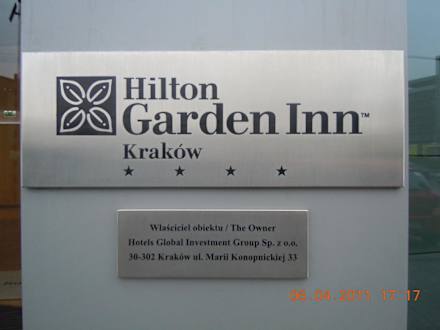 Hilton
Garden Inn™
Kraków
★ ★ ★ ★
Właściciel obiektu / The Owner
Hotels Global Investment Group Sp. z o.o.
30-302 Kraków ul. Marii Konopnickiej 33
06.04.2011 17:17